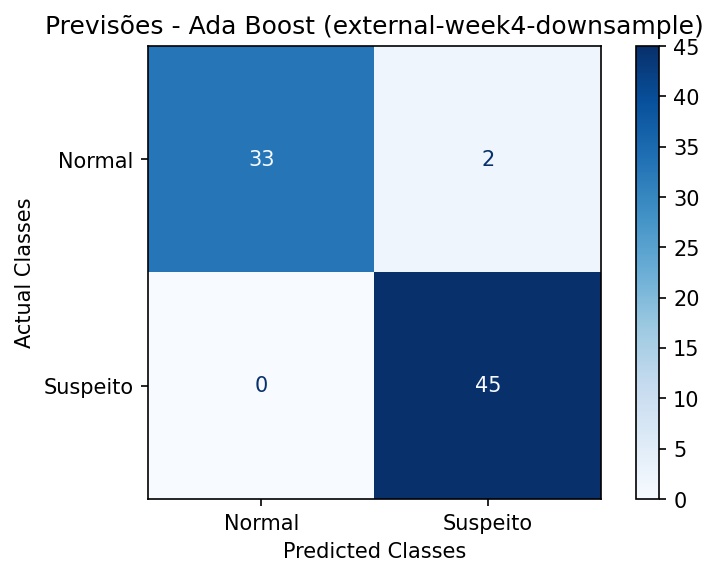 Previsões - Ada Boost (external-week4-downsample)
Actual Classes
Normal
33
2
Suspeito
0
45
Normal
Suspeito
Predicted Classes
45
40
35
30
25
20
15
10
5
0